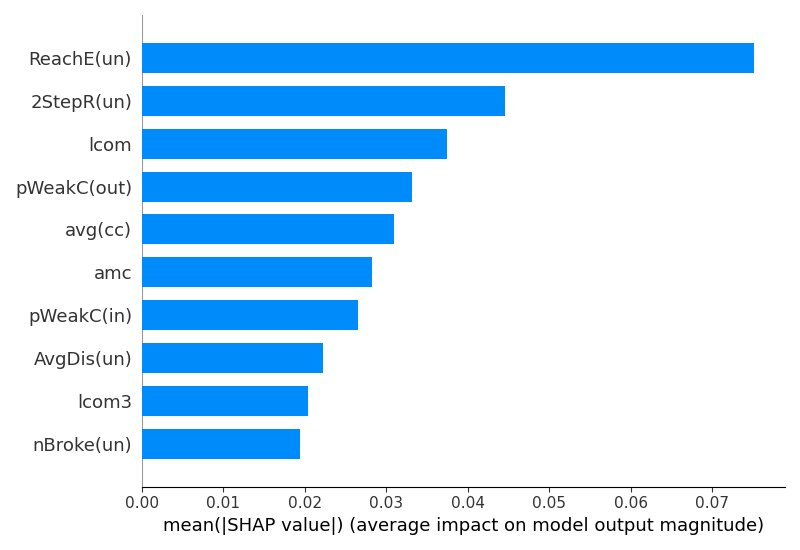 ReachE(un)
2StepR(un)
lcom
pWeakC(out)
avg(cc)
amc
pWeakC(in)
AvgDis(un)
lcom3
nBroke(un)
0.00 0.01 0.02 0.03 0.04 0.05 0.06 0.07
mean(|SHAP value|) (average impact on model output magnitude)